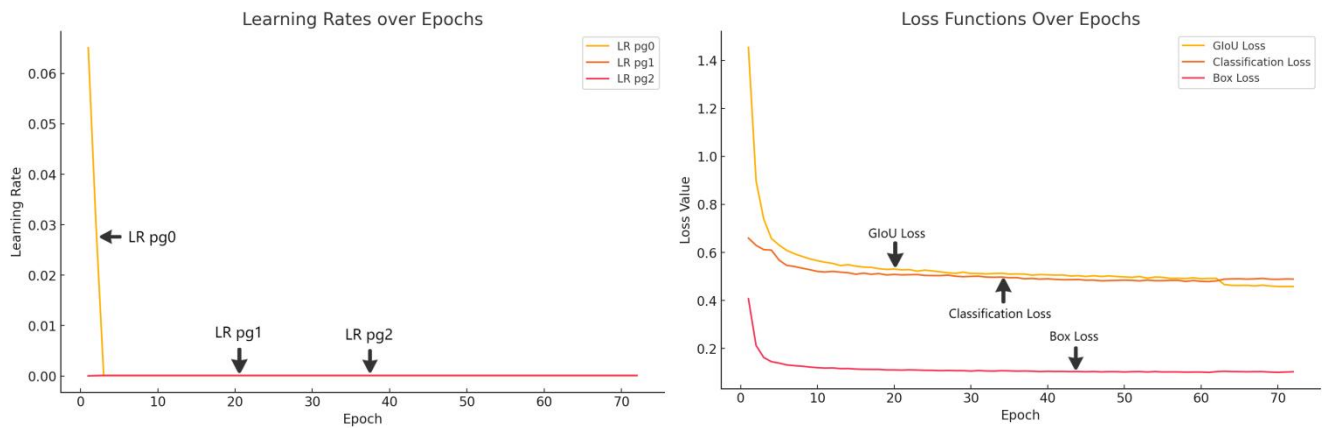 Learning Rates over Epochs
LR pg0
LR pg1
LR pg2
0.06
0.05
0.04
0.03
0.02
0.01
0.00
Learning Rate
LR pg0
LR pg1
LR pg2
0
10
20
30
40
50
60
70
Epoch
Loss Functions Over Epochs
GIoU Loss
Classification Loss
Box Loss
1.4
1.2
1.0
0.8
0.6
0.4
0.2
Loss Value
GIoU Loss
Classification Loss
Box Loss
0
10
20
30
40
50
60
70
Epoch